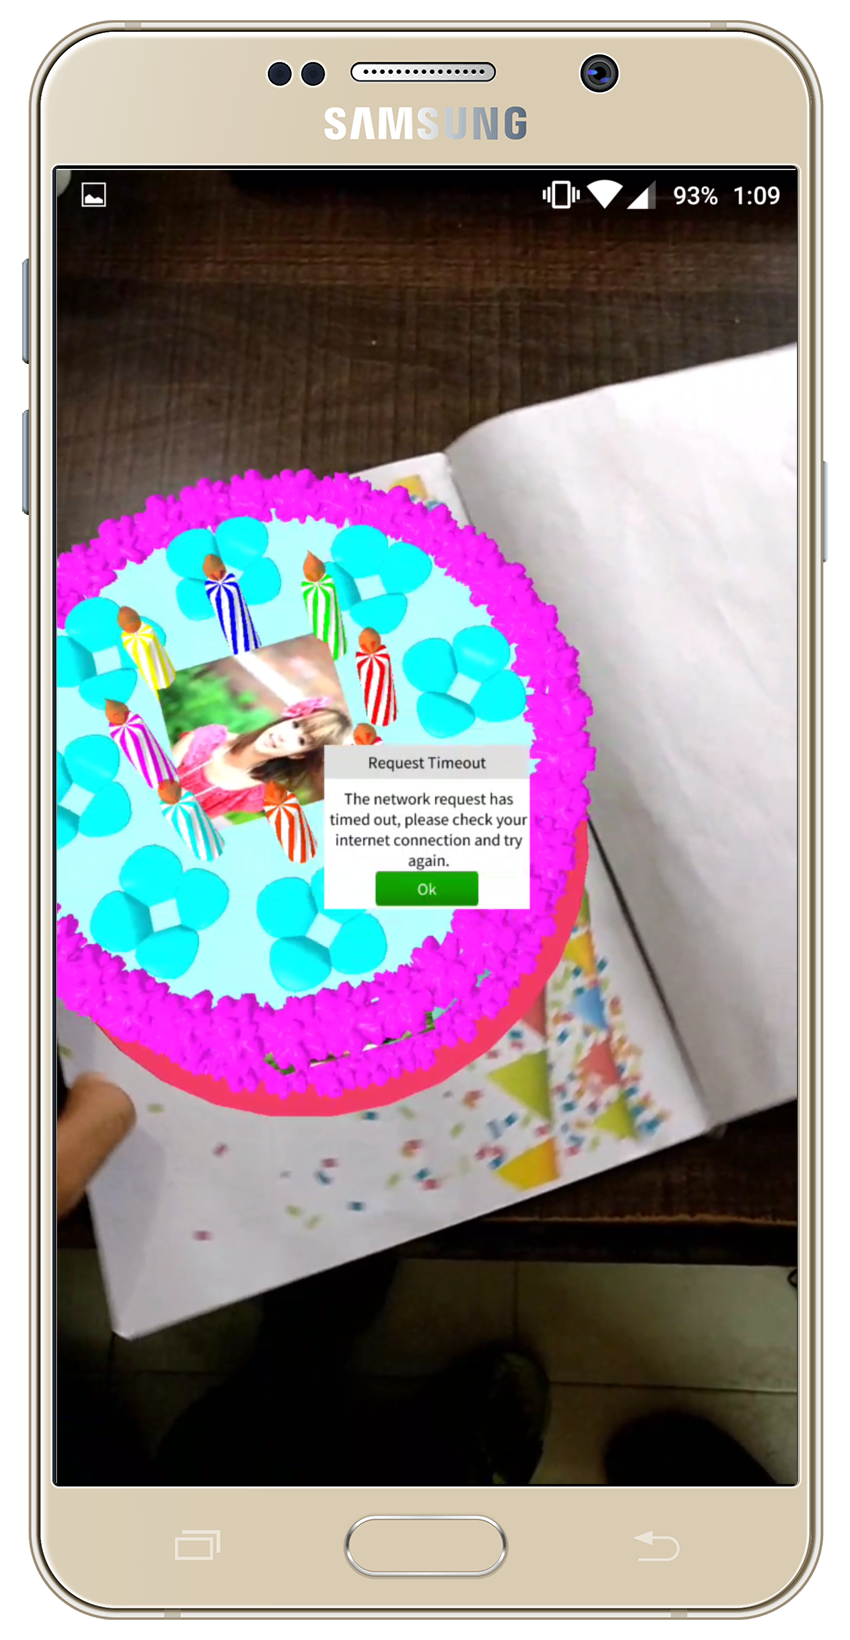 SAMSUNG
93% 1:09
Request Timeout
The network request has
timed out, please check your
internet connection and try
again.
Ok